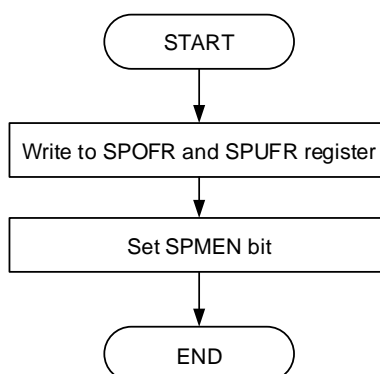 START
Write to SPOFR and SPUFR register
Set SPMEN bit
END